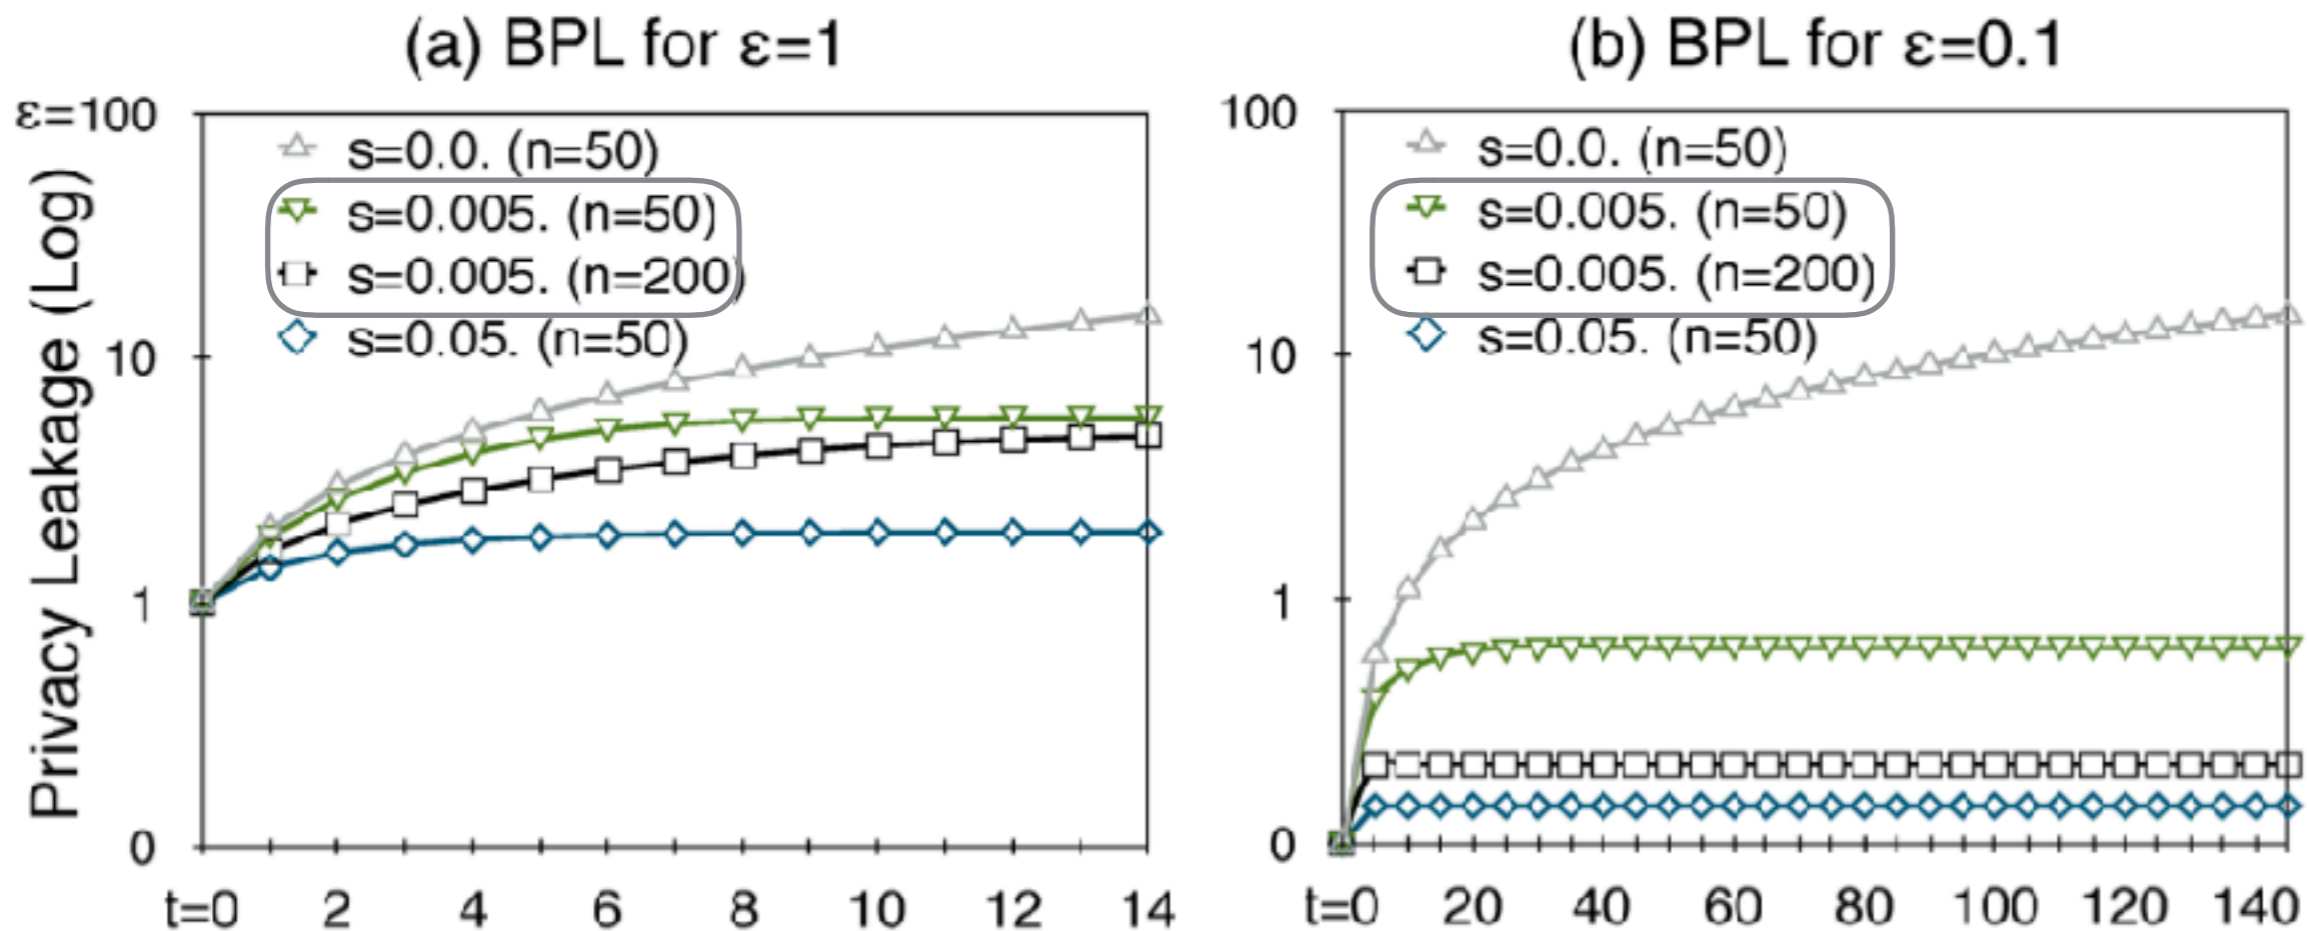 (a) BPL for ε=1
ε=100
10
1
0
Privacy Leakage (Log)
s=0.0. (n=50)
s=0.005. (n=50)
s=0.005. (n=200)
s=0.05. (n=50)
t=0 2 4 6 8 10 12 14
(b) BPL for ε=0.1
100
10
1
0
s=0.0. (n=50)
s=0.005. (n=50)
s=0.005. (n=200)
s=0.05. (n=50)
t=0 20 40 60 80 100 120 140